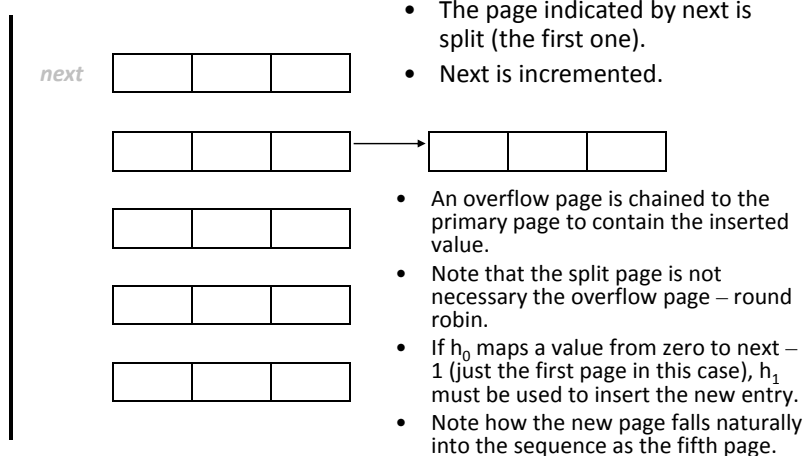 • The page indicated by next is
split (the first one).
• Next is incremented.
next
• An overflow page is chained to the
primary page to contain the inserted
value.
• Note that the split page is not
necessary the overflow page – round
robin.
• If h₀ maps a value from zero to next –
1 (just the first page in this case), h₁
must be used to insert the new entry.
• Note how the new page falls naturally
into the sequence as the fifth page.